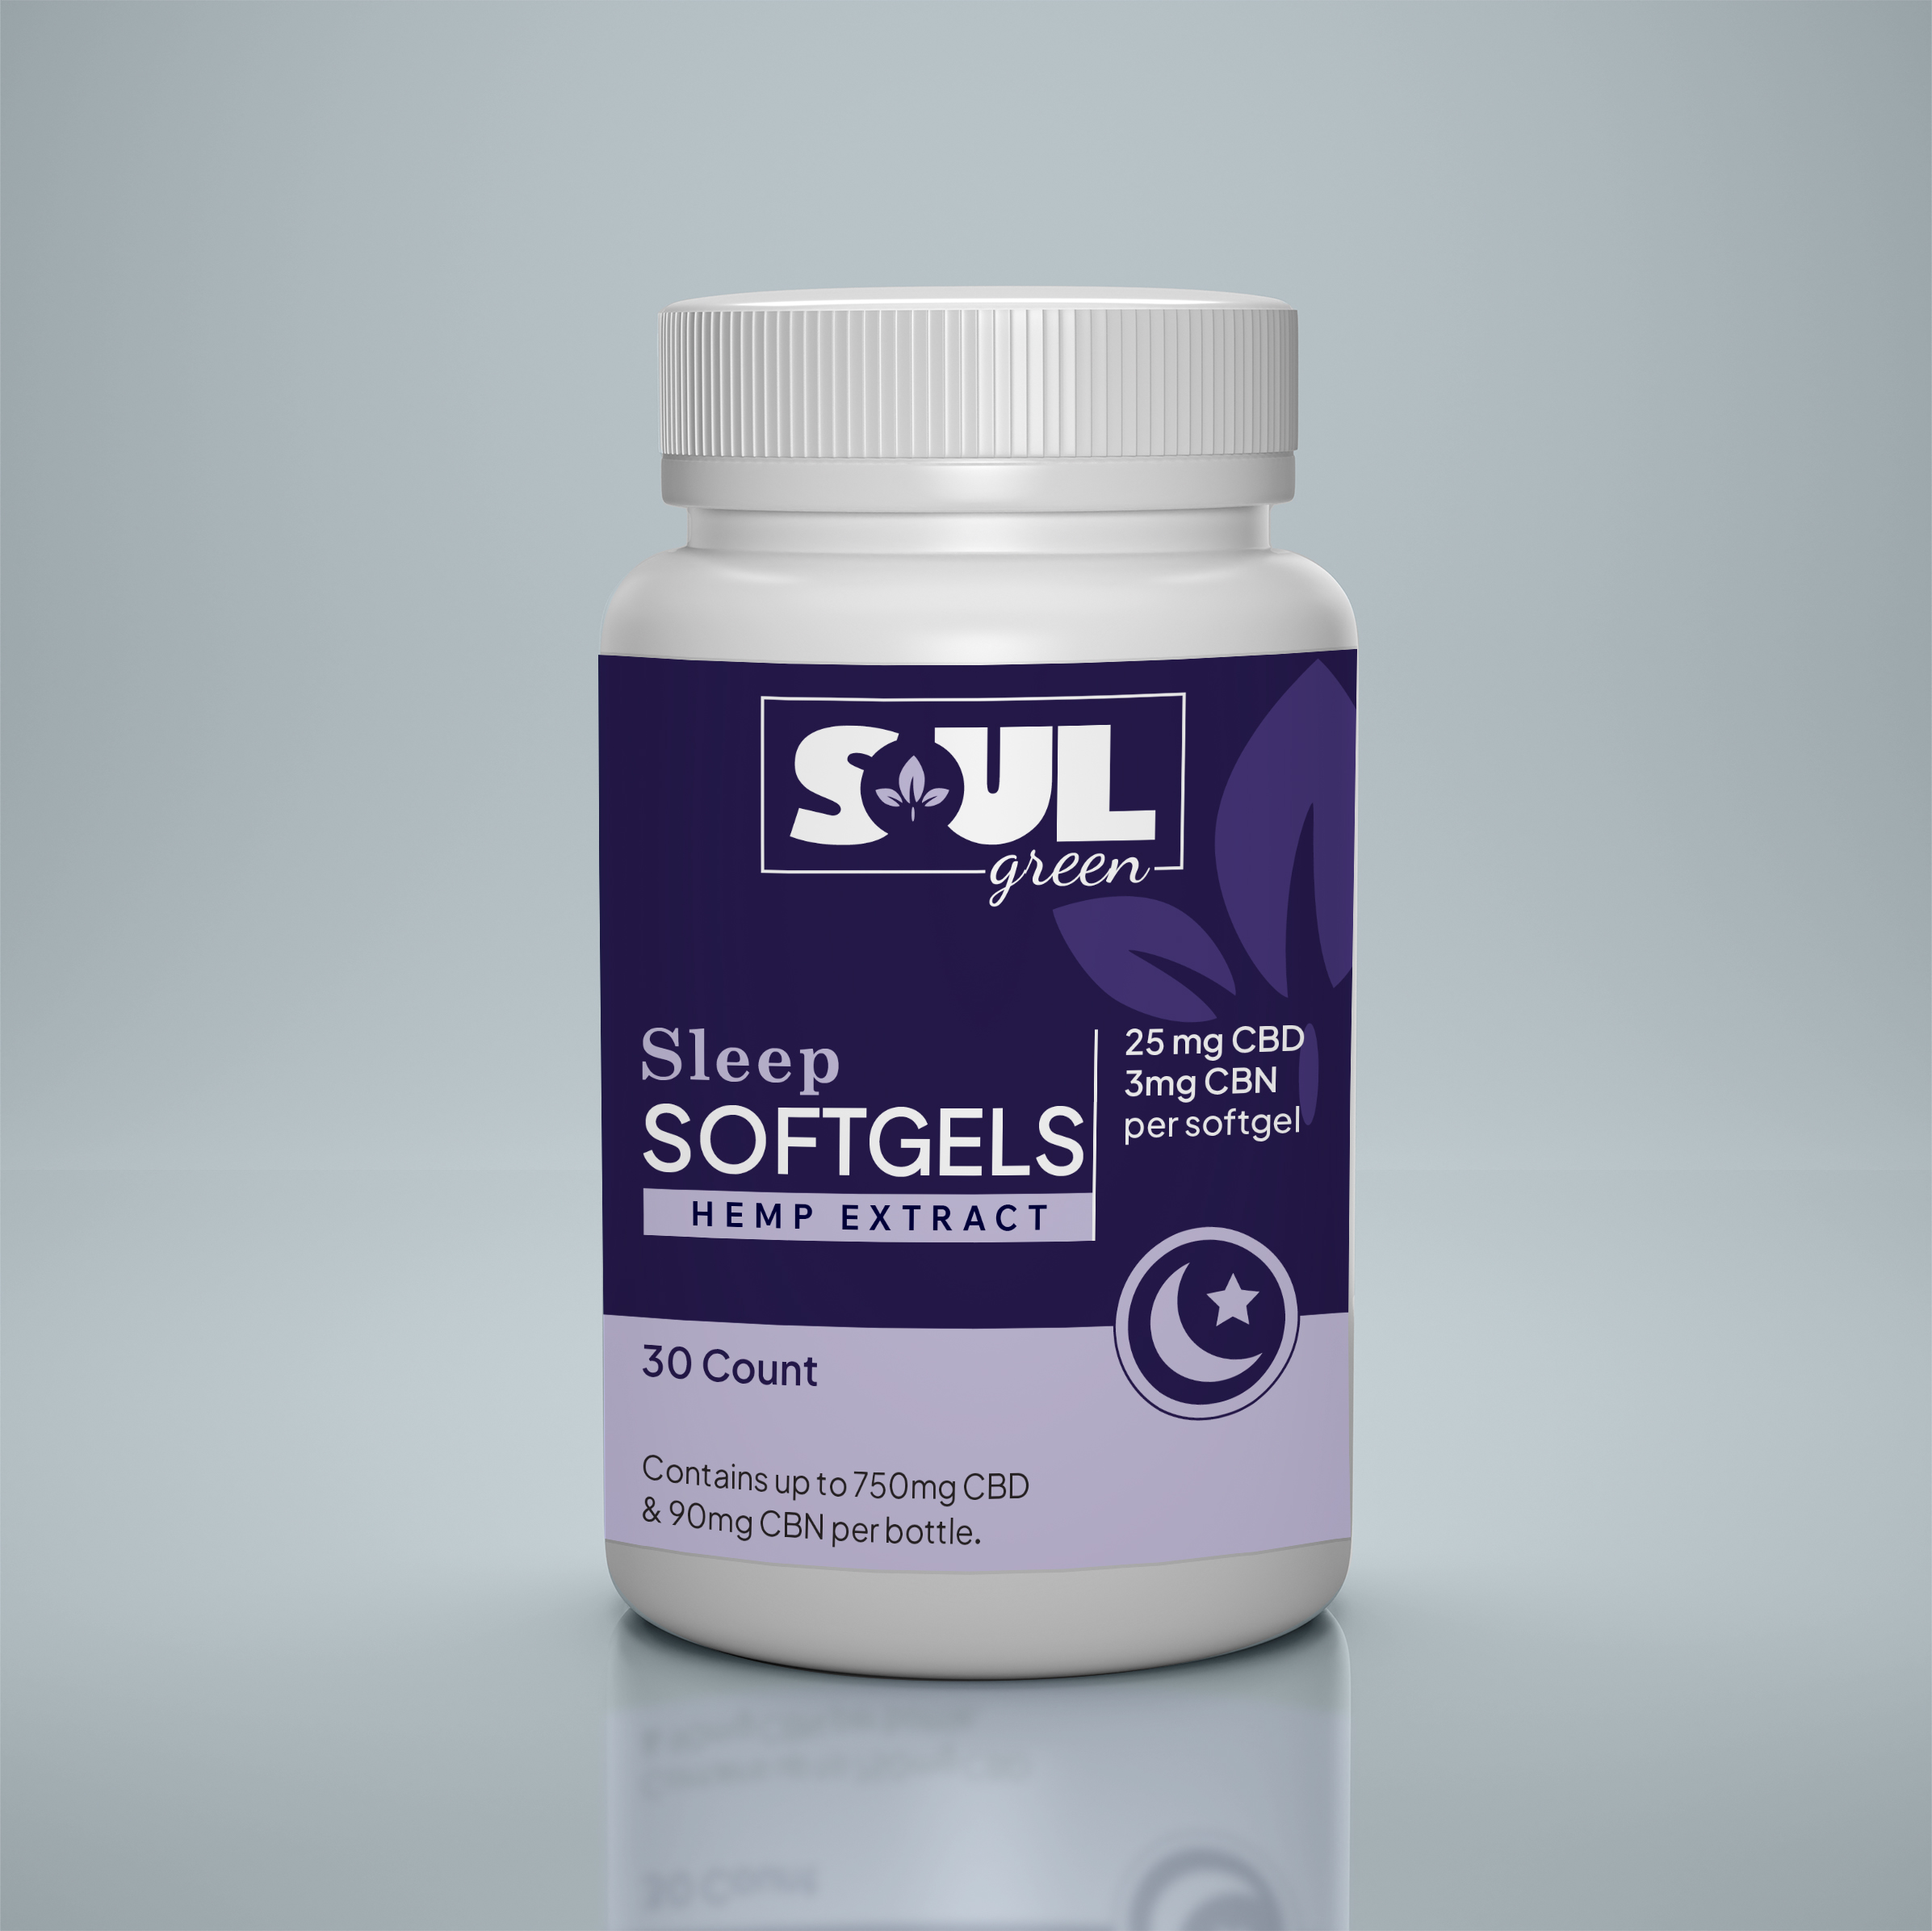 SOUL
green
Sleep
SOFTGELS
HEMP EXTRACT
25 mg CBD
3mg CBN
per softgel
30 Count
Contains up to 750mg CBD
& 90mg CBN per bottle.